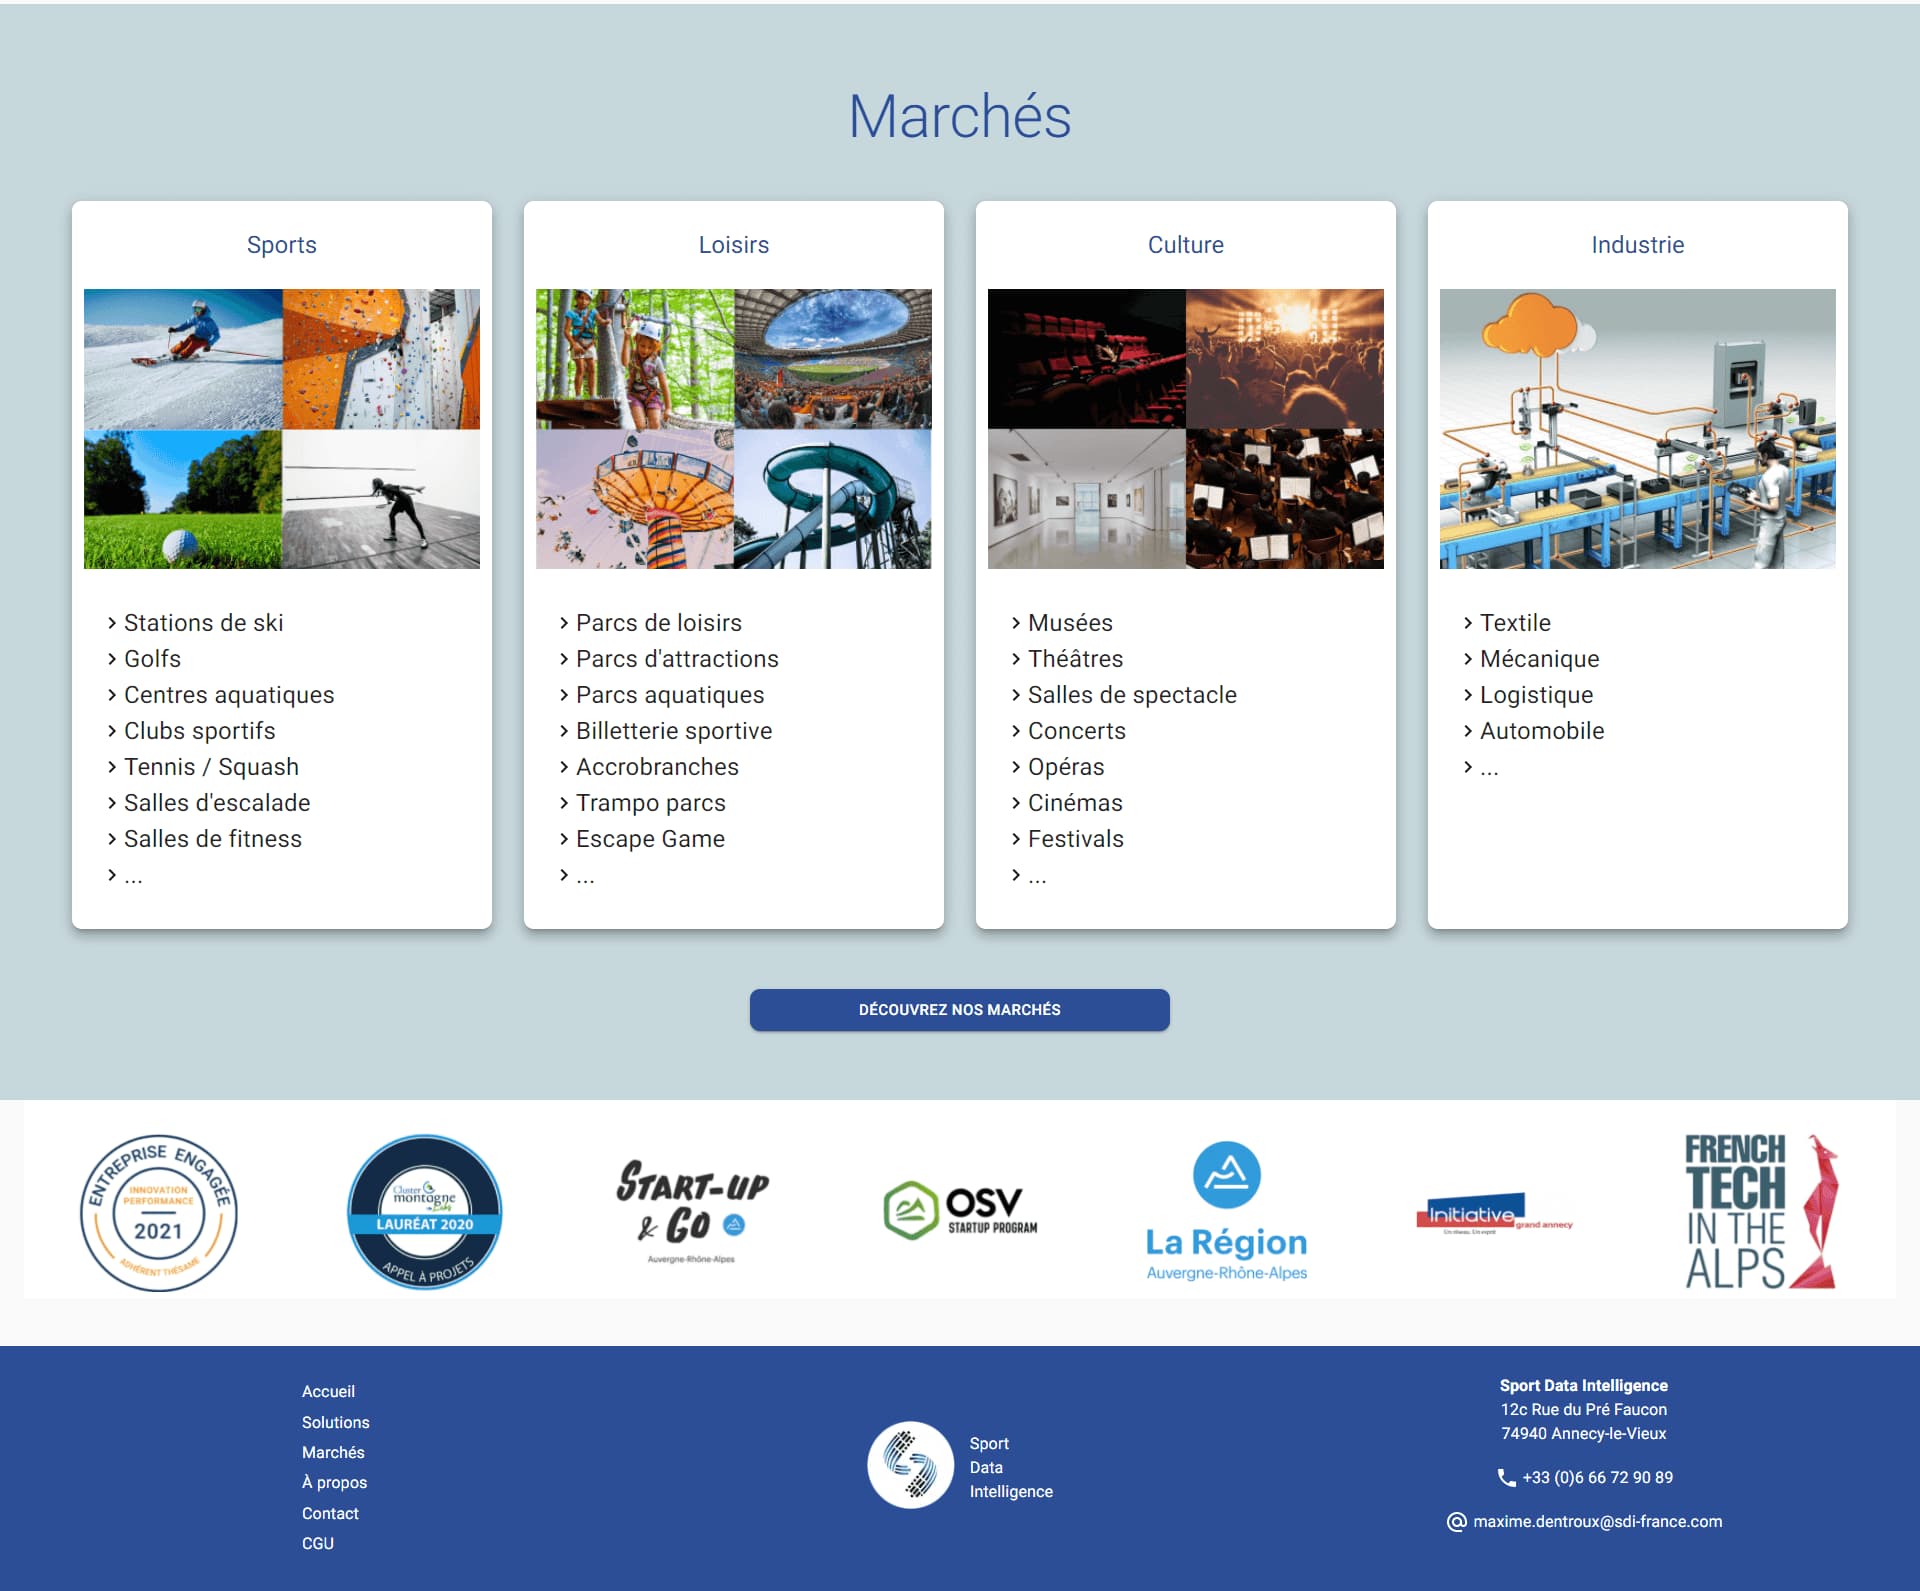 Marchés
Sports
Stations de ski
Golfs
Centres aquatiques
Clubs sportifs
Tennis / Squash
Salles d'escalade
Salles de fitness
...
Loisirs
Parcs de loisirs
Parcs d'attractions
Parcs aquatiques
Billetterie sportive
Accrobranches
Trampo parcs
Escape Game
...
Culture
Musées
Théâtres
Salles de spectacle
Concerts
Opéras
Cinémas
Festivals
...
Industrie
Textile
Mécanique
Logistique
Automobile
...
DÉCOUVREZ NOS MARCHÉS
ENTREPRISE ENGAGÉE
INNOVATION
PERFORMANCE
2021
ADHÉRENT THÉSAME
Cluster
montagne
Labs
LAURÉAT 2020
APPEL À PROJETS
START-UP
& GO
Auvergne-Rhône-Alpes
OSV
STARTUP PROGRAM
La Région
Auvergne-Rhône-Alpes
Initiative
grand annecy
Un réseau, Un esprit
FRENCH
TECH
IN THE
ALPS
Accueil
Solutions
Marchés
À propos
Contact
CGU
Sport
Data
Intelligence
Sport Data Intelligence
12c Rue du Pré Faucon
74940 Annecy-le-Vieux
+33 (0)6 66 72 90 89
maxime.dentroux@sdi-france.com